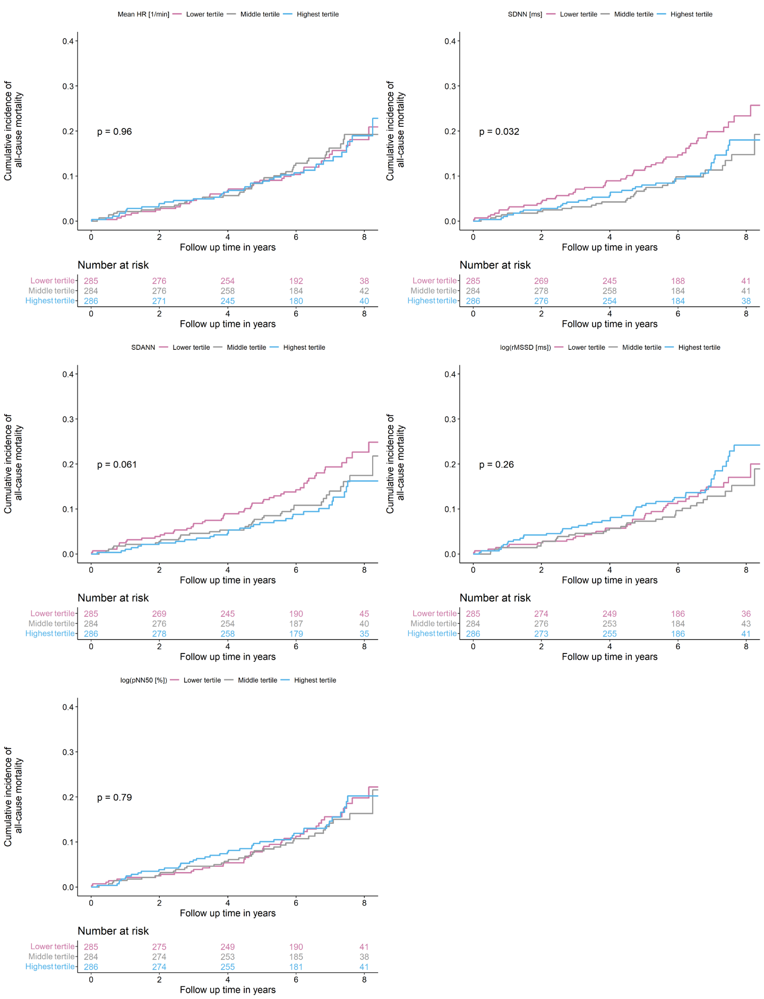 Mean HR [1/min] Lower tertile Middle tertile Highest tertile
Cumulative incidence of
all-cause mortality
0.4
0.3
0.2
0.1
0.0
p = 0.96
0 2 4 6 8
Follow up time in years
Number at risk
Lower tertile 285 276 254 192 38
Middle tertile 284 276 258 184 42
Highest tertile 286 271 245 180 40
0 2 4 6 8
Follow up time in years
SDNN [ms] Lower tertile Middle tertile Highest tertile
Cumulative incidence of
all-cause mortality
0.4
0.3
0.2
0.1
0.0
p = 0.032
0 2 4 6 8
Follow up time in years
Number at risk
Lower tertile 285 269 245 188 41
Middle tertile 284 278 258 184 41
Highest tertile 286 276 254 184 38
0 2 4 6 8
Follow up time in years
SDANN Lower tertile Middle tertile Highest tertile
Cumulative incidence of
all-cause mortality
0.4
0.3
0.2
0.1
0.0
p = 0.061
0 2 4 6 8
Follow up time in years
Number at risk
Lower tertile 285 269 245 190 45
Middle tertile 284 276 254 187 40
Highest tertile 286 278 258 179 35
0 2 4 6 8
Follow up time in years
log(rMSSD [ms]) Lower tertile Middle tertile Highest tertile
Cumulative incidence of
all-cause mortality
0.4
0.3
0.2
0.1
0.0
p = 0.26
0 2 4 6 8
Follow up time in years
Number at risk
Lower tertile 285 274 249 186 36
Middle tertile 284 276 253 184 43
Highest tertile 286 273 255 186 41
0 2 4 6 8
Follow up time in years
log(pNN50 [%]) Lower tertile Middle tertile Highest tertile
Cumulative incidence of
all-cause mortality
0.4
0.3
0.2
0.1
0.0
p = 0.79
0 2 4 6 8
Follow up time in years
Number at risk
Lower tertile 285 275 249 190 41
Middle tertile 284 274 253 185 38
Highest tertile 286 274 255 181 41
0 2 4 6 8
Follow up time in years